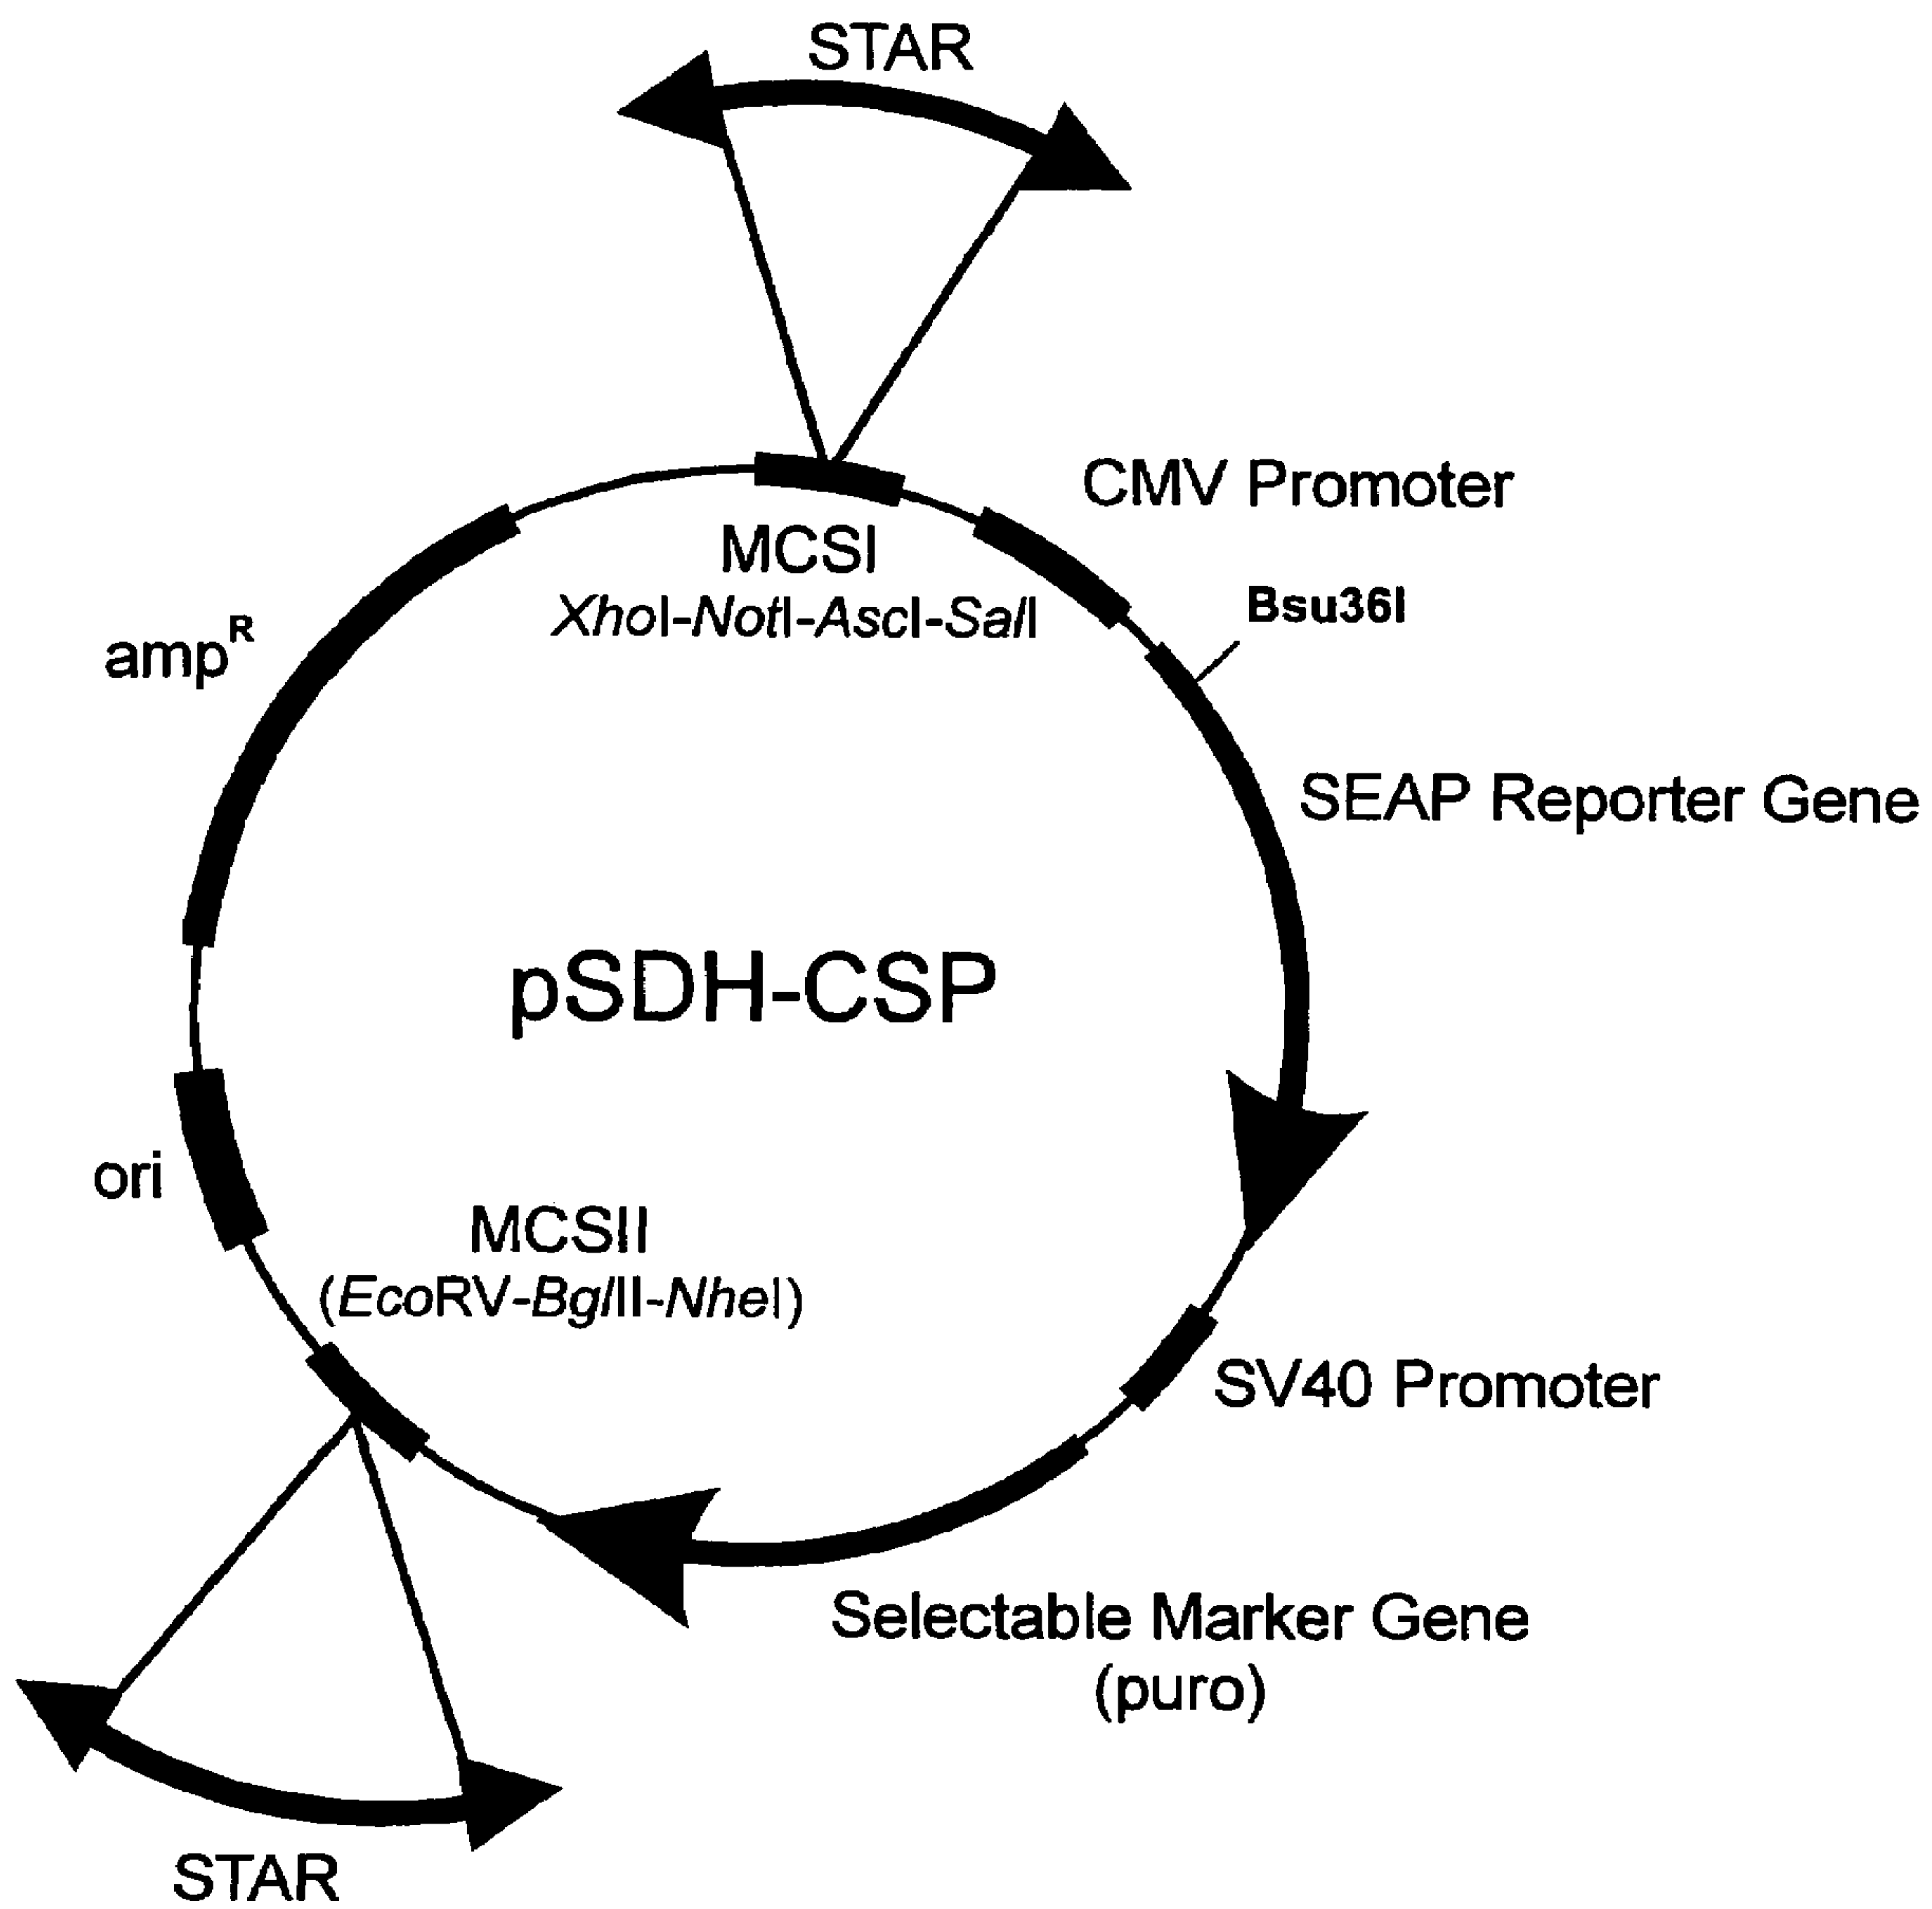 STAR
CMV Promoter
MCSI
XhoI-NotI-AscI-SalI
Bsu36I
amp^R
SEAP Reporter Gene
pSDH-CSP
ori
MCSII
(EcoRV-BglII-NheI)
SV40 Promoter
Selectable Marker Gene
(puro)
STAR